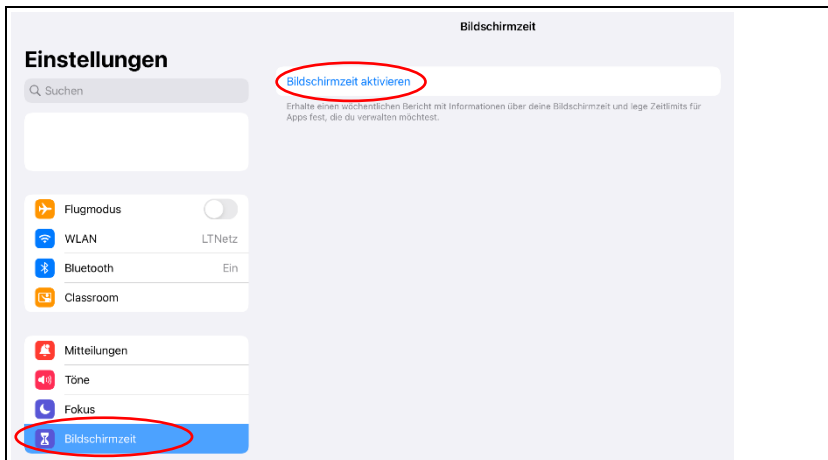 Bildschirmzeit
Einstellungen
Suchen
Bildschirmzeit aktivieren
Erhalte einen wöchentlichen Bericht mit Informationen über deine Bildschirmzeit und lege Zeitlimits für
Apps fest, die du verwalten möchtest.
Flugmodus
WLAN LTNetz
Bluetooth Ein
Classroom
Mitteilungen
Töne
Fokus
Bildschirmzeit